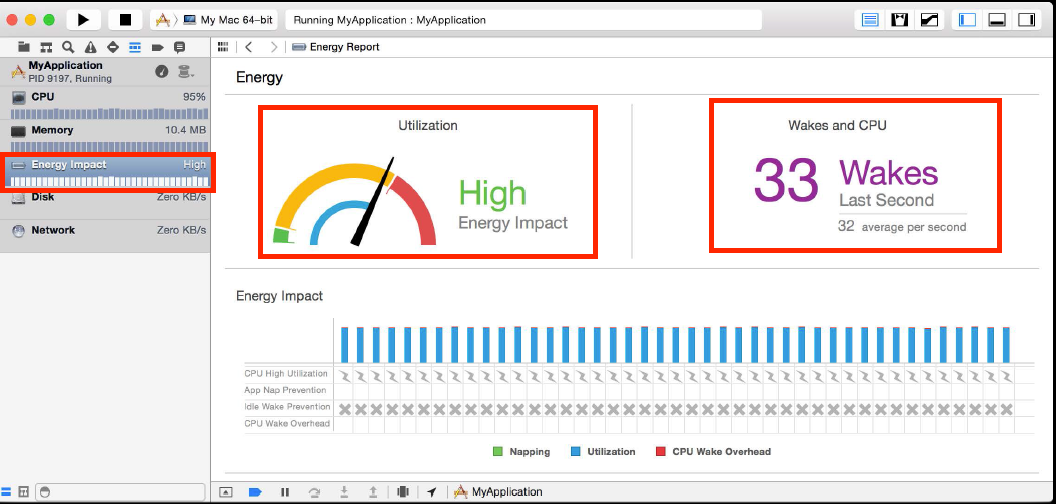 My Mac 64-bit
Running MyApplication : MyApplication
MyApplication
PID 9197, Running
CPU 95%
Memory 10.4 MB
Energy Impact High
Disk Zero KB/s
Network Zero KB/s
Energy Report
Energy
Utilization
High
Energy Impact
Wakes and CPU
33 Wakes
Last Second
32 average per second
Energy Impact
CPU High Utilization
App Nap Prevention
Idle Wake Prevention
CPU Wake Overhead
Napping Utilization CPU Wake Overhead
MyApplication